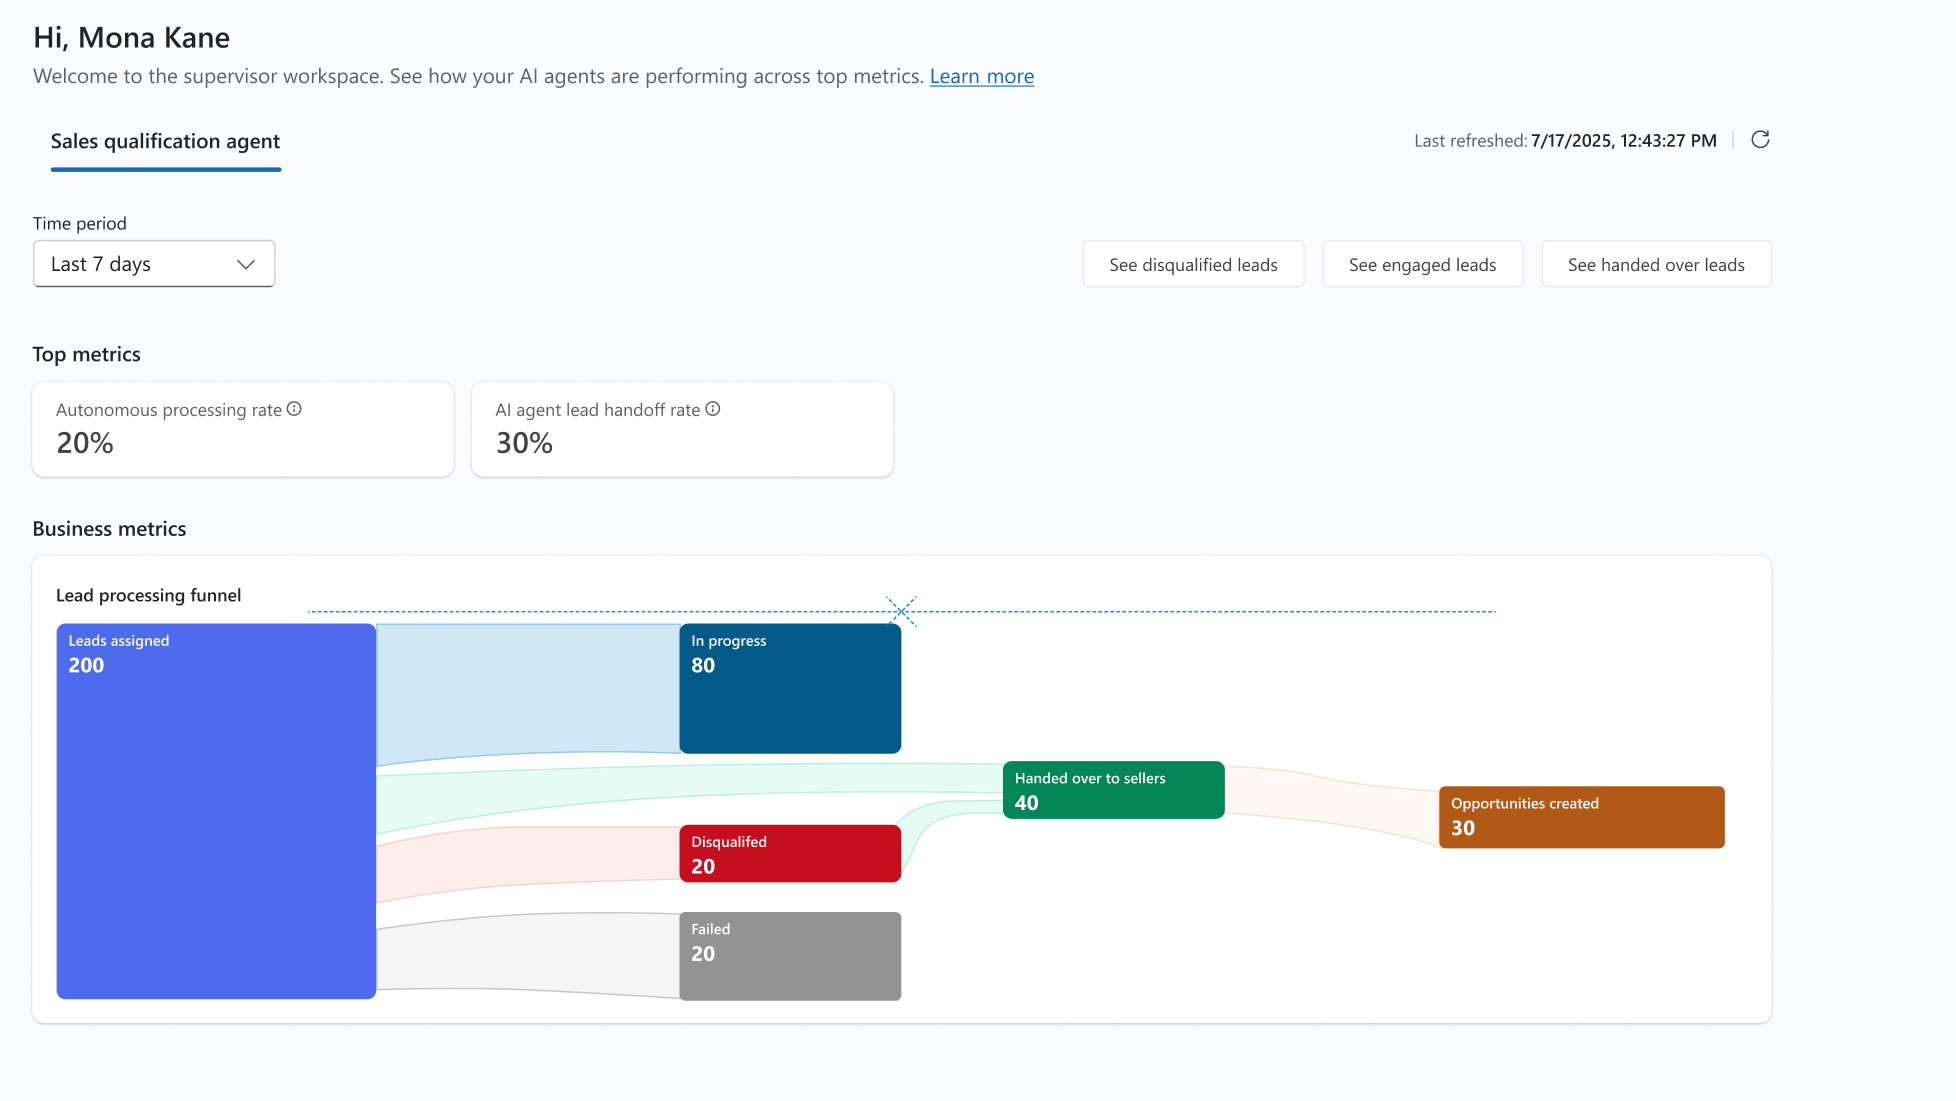 Hi, Mona Kane
Welcome to the supervisor workspace. See how your AI agents are performing across top metrics. Learn more
Sales qualification agent
Last refreshed: 7/17/2025, 12:43:27 PM
Time period
Last 7 days
See disqualified leads
See engaged leads
See handed over leads
Top metrics
Autonomous processing rate
20%
AI agent lead handoff rate
30%
Business metrics
Lead processing funnel
Leads assigned
200
In progress
80
Handed over to sellers
40
Opportunities created
30
Disqualifed
20
Failed
20